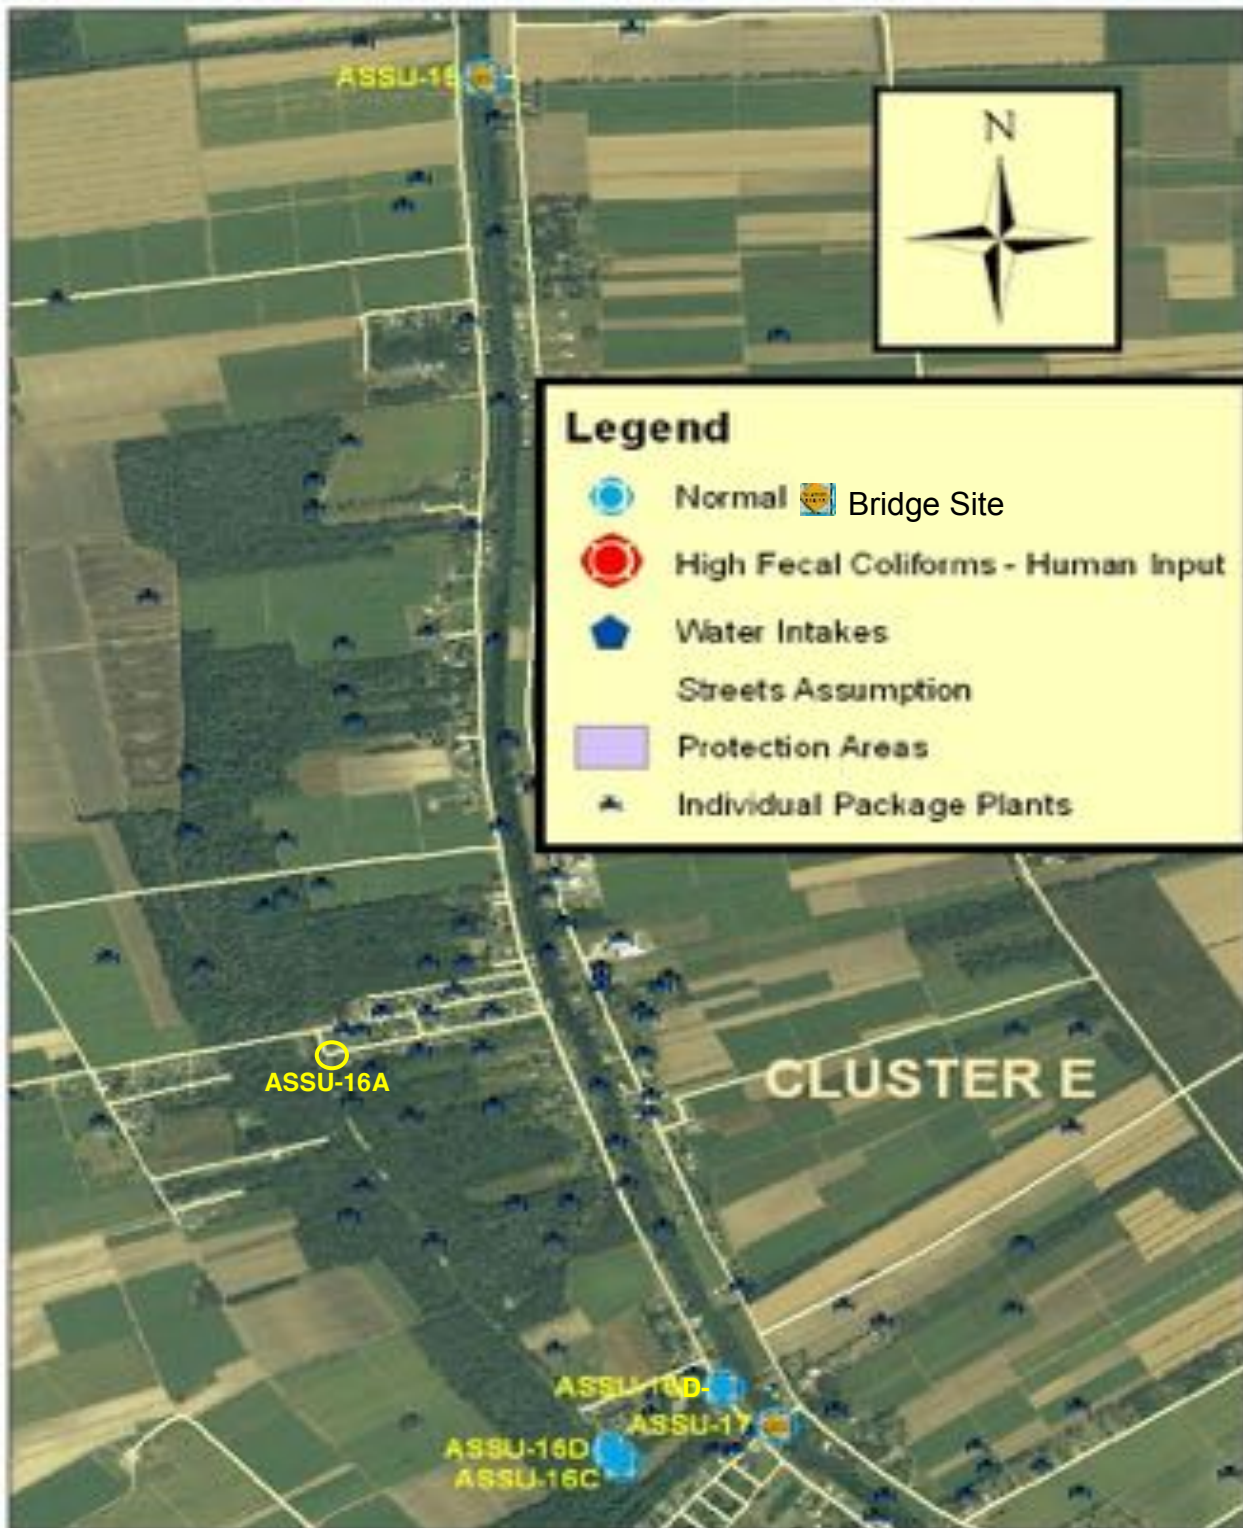 ASSU-15
N
Legend
Normal Bridge Site
High Fecal Coliforms - Human Input
Water Intakes
Streets Assumption
Protection Areas
Individual Package Plants
ASSU-16A
CLUSTER E
D-
ASSU-17
ASSU-16D
ASSU-16C